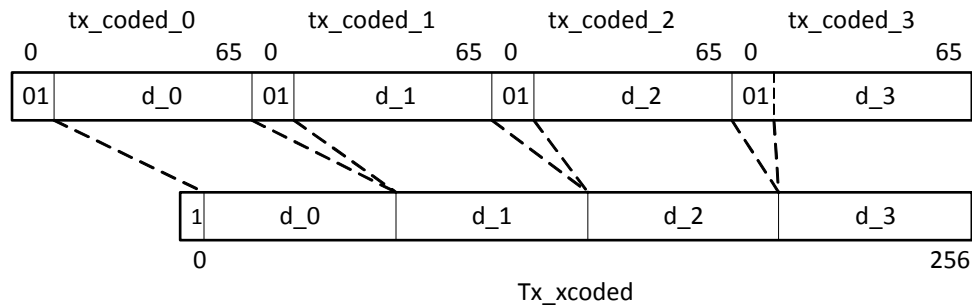 tx_coded_0 tx_coded_1 tx_coded_2 tx_coded_3
0 65 0 65 0 65 0 65
01 d_0 01 d_1 01 d_2 01 d_3
1 d_0 d_1 d_2 d_3
0 256
Tx_xcoded